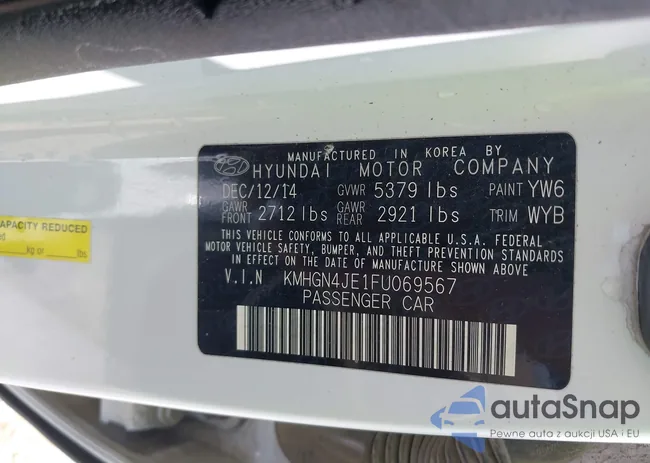 MANUFACTURED IN KOREA BY
HYUNDAI MOTOR COMPANY
DEC/12/14 GVWR 5379 lbs PAINT YW6
GAWR FRONT 2712 lbs GAWR REAR 2921 lbs TRIM WYB
THIS VEHICLE CONFORMS TO ALL APPLICABLE U.S.A. FEDERAL
MOTOR VEHICLE SAFETY, BUMPER, AND THEFT PREVENTION STANDARDS
IN EFFECT ON THE DATE OF MANUFACTURE SHOWN ABOVE.
V.I.N KMHGN4JE1FU069567
PASSENGER CAR
CAPACITY REDUCED
kg or lbs
autaSnap
Pewne auta z aukcji USA i EU